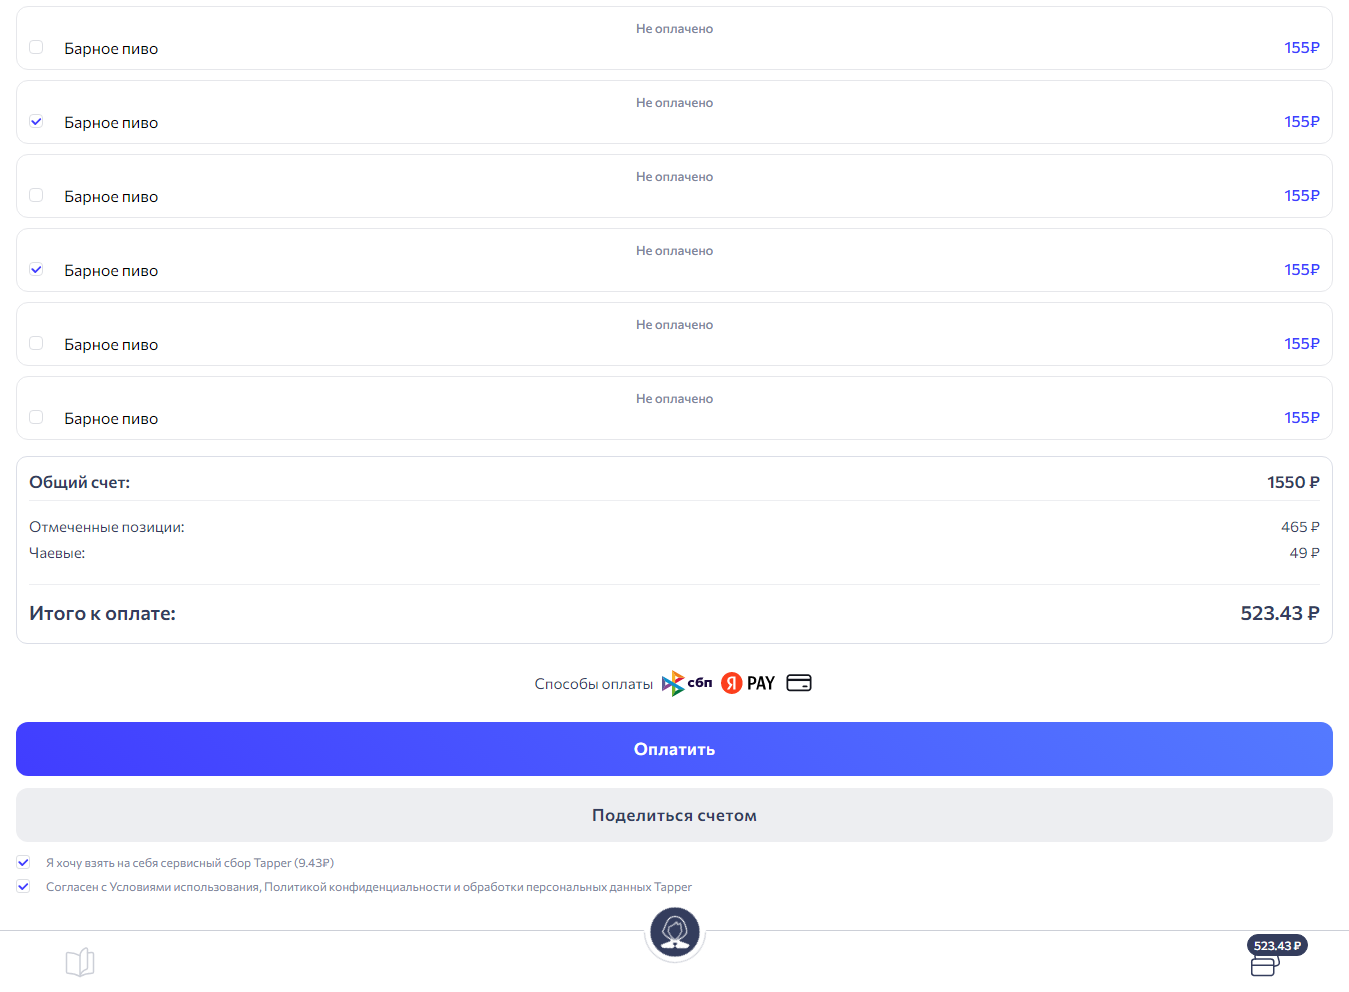 Не оплачено
Барное пиво 155₽
Не оплачено
Барное пиво 155₽
Не оплачено
Барное пиво 155₽
Не оплачено
Барное пиво 155₽
Не оплачено
Барное пиво 155₽
Не оплачено
Барное пиво 155₽
Общий счет: 1550 ₽
Отмеченные позиции: 465 ₽
Чаевые: 49 ₽
Итого к оплате: 523.43 ₽
Способы оплаты сбп Я PAY
Оплатить
Поделиться счетом
Я хочу взять на себя сервисный сбор Tapper (9.43₽)
Согласен с Условиями использования, Политикой конфиденциальности и обработки персональных данных Tapper
523.43 ₽